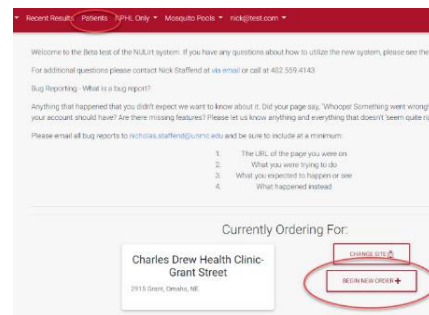 Recent Results Patients NPHL Only Mosquito Pools nick@test.com
Welcome to the Beta test of the NUlirt system. If you have any questions about how to utilize the new system, please see the
For additional questions please contact Nick Staffend at via email or call at 402.559.4143
Bug Reporting - What is a bug report?
Anything that happened that you didn't expect we want to know about it. Did your page say, 'Whoops! Something went wrong'
your account should have? Are there missing features? Please let us know anything and everything that doesn't 'seem quite
Please email all bug reports to nicholas.staffend@unmc.edu and be sure to include at a minimum:
1. The URL of the page you were on
2. What you were trying to do
3. What you expected to happen or see
4. What happened instead
Currently Ordering For:
CHANGE SITE
Charles Drew Health Clinic-
Grant Street
BEGIN NEW ORDER +
2915 Grant, Omaha, NE